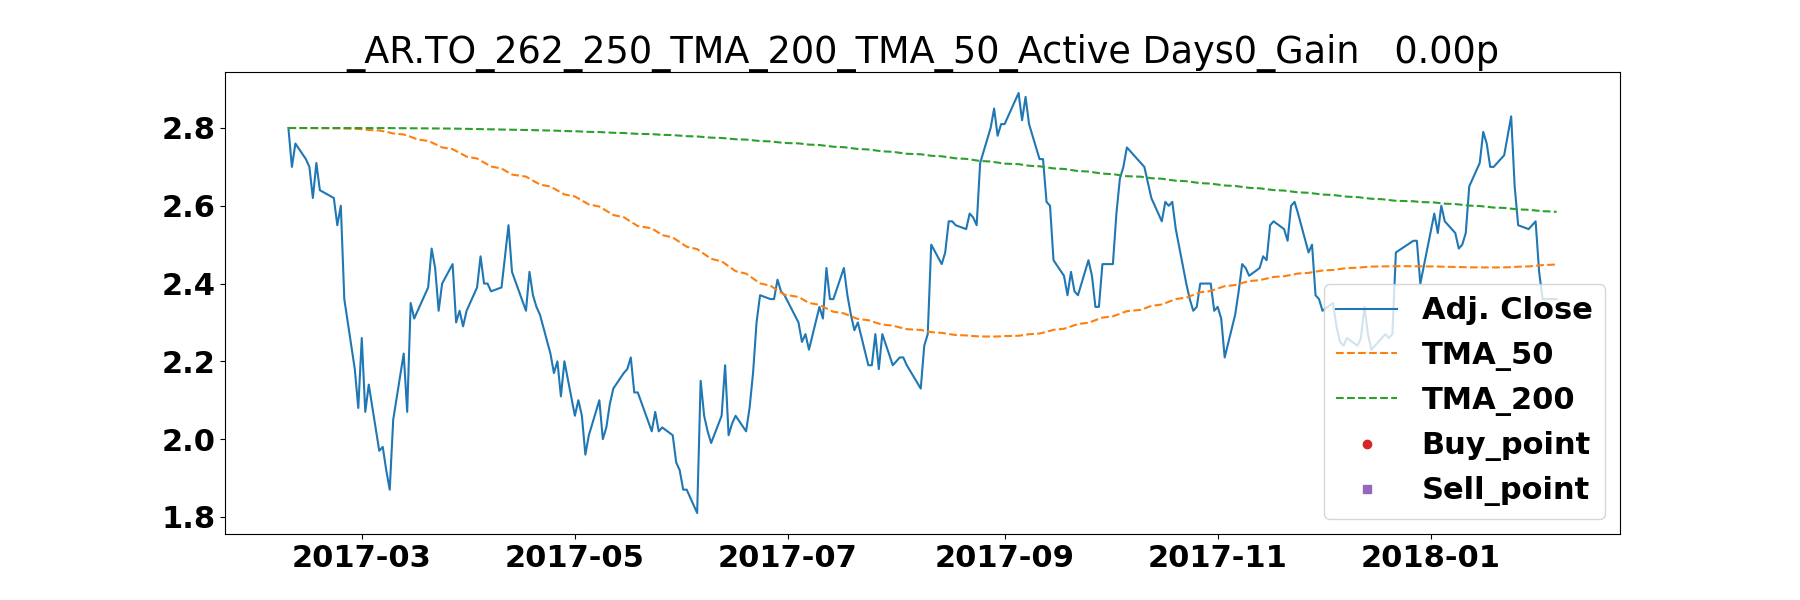 _AR.TO_262_250_TMA_200_TMA_50_Active Days0_Gain   0.00p
2.8
2.6
2.4
2.2
2.0
1.8
2017-03 2017-05 2017-07 2017-09 2017-11 2018-01
Adj. Close
TMA_50
TMA_200
Buy_point
Sell_point